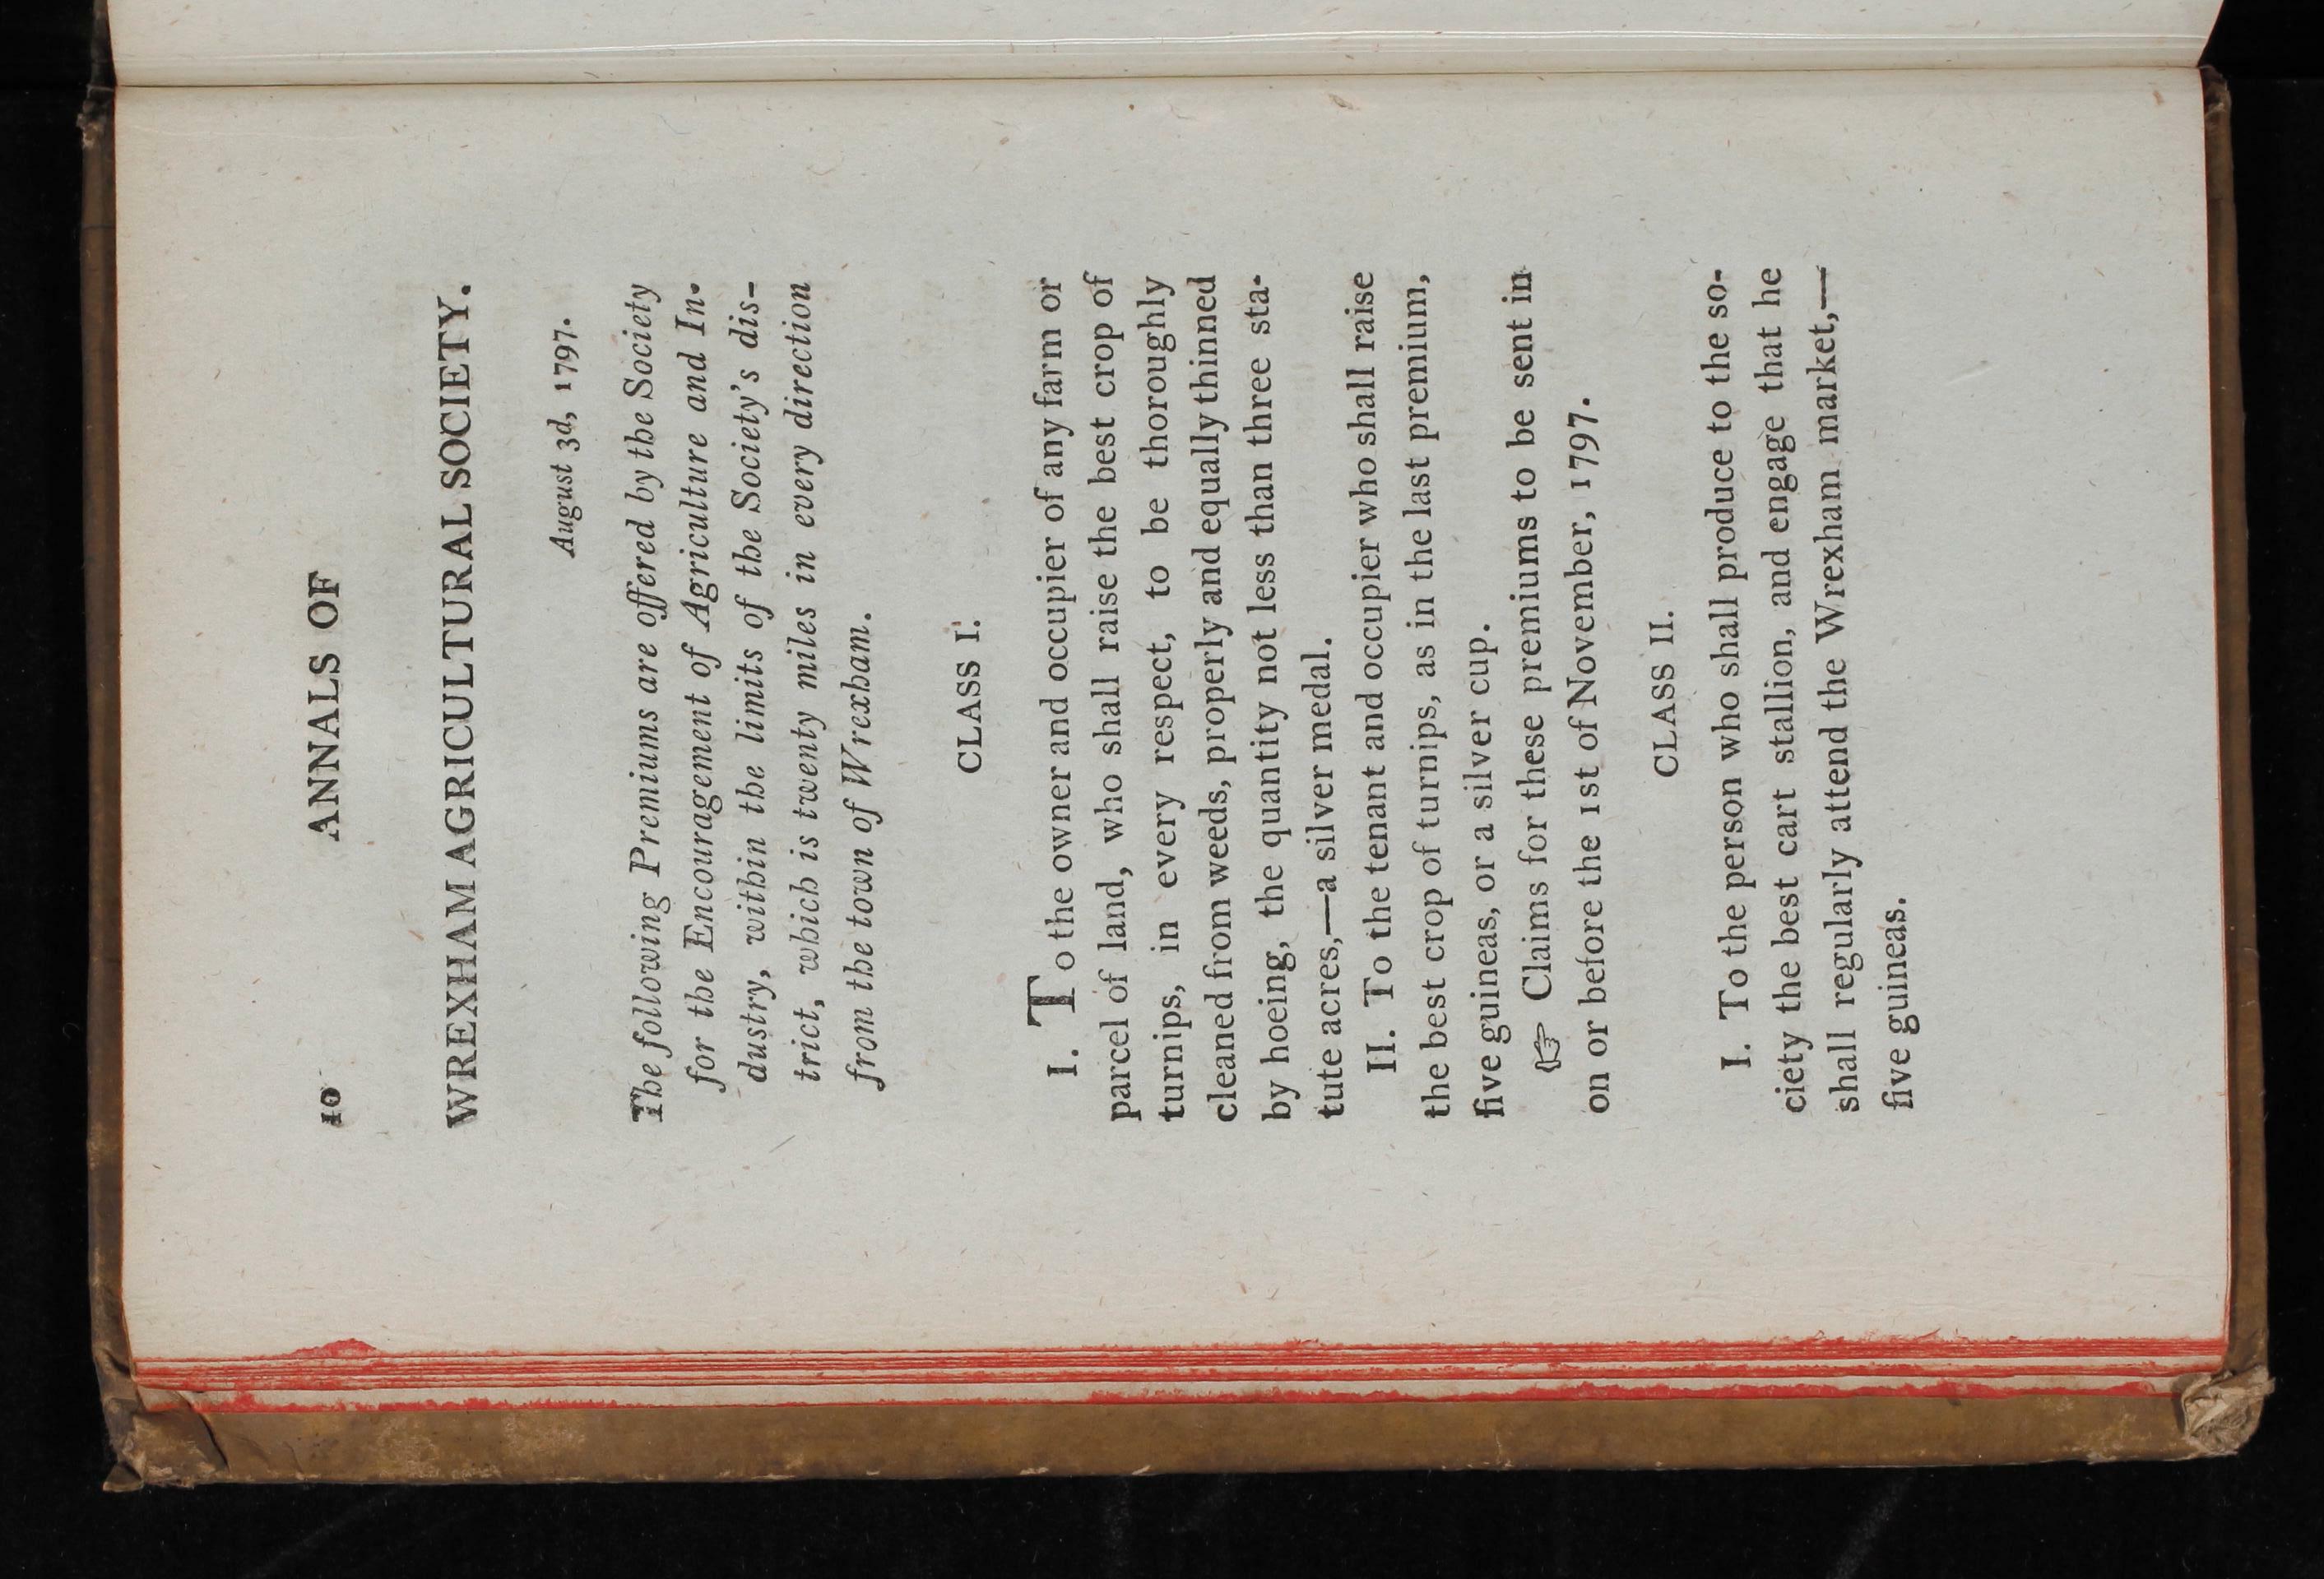 10 ANNALS OF
WREXHAM AGRICULTURAL SOCIETY.
August 3d, 1797.
The following Premiums are offered by the Society
for the Encouragement of Agriculture and In-
dustry, within the limits of the Society's dis-
trict, which is twenty miles in every direction
from the town of Wrexham.
CLASS I.
I. To the owner and occupier of any farm or
parcel of land, who shall raise the best crop of
turnips, in every respect, to be thoroughly
cleaned from weeds, properly and equally thinned
by hoeing, the quantity not less than three sta-
tute acres,—a silver medal.
II. To the tenant and occupier who shall raise
the best crop of turnips, as in the last premium,
five guineas, or a silver cup.
☞ Claims for these premiums to be sent in
on or before the 1st of November, 1797.
CLASS II.
I. To the person who shall produce to the so-
ciety the best cart stallion, and engage that he
shall regularly attend the Wrexham market,—
five guineas.